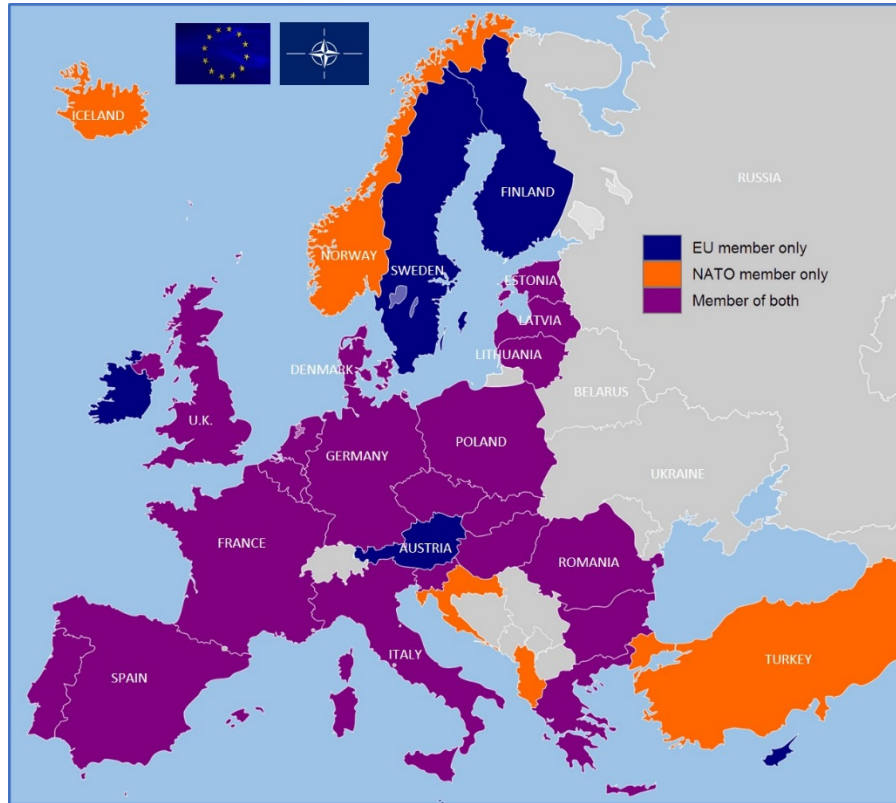 ICELAND
FINLAND
RUSSIA
NORWAY
SWEDEN
EU member only
NATO member only
Member of both
ESTONIA
LATVIA
LITHUANIA
DENMARK
BELARUS
U.K.
GERMANY
POLAND
UKRAINE
FRANCE
AUSTRIA
ROMANIA
ITALY
SPAIN
TURKEY